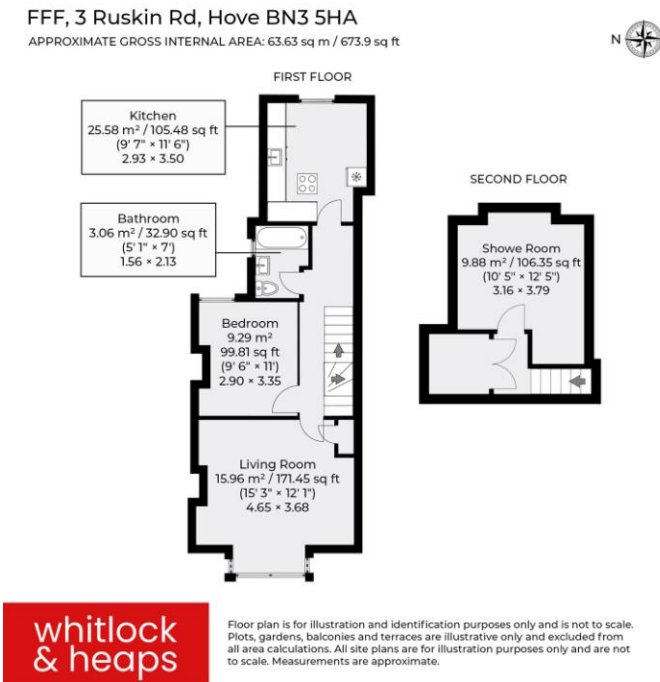 FFF, 3 Ruskin Rd, Hove BN3 5HA
APPROXIMATE GROSS INTERNAL AREA: 63.63 sq m / 673.9 sq ft
N
FIRST FLOOR
Kitchen
25.58 m² / 105.48 sq ft
(9' 7" × 11' 6")
2.93 × 3.50
Bathroom
3.06 m² / 32.90 sq ft
(5' 1" × 7')
1.56 × 2.13
Bedroom
9.29 m²
99.81 sq ft
(9' 6" × 11')
2.90 × 3.35
Living Room
15.96 m² / 171.45 sq ft
(15' 3" × 12' 1")
4.65 × 3.68
SECOND FLOOR
Showe Room
9.88 m² / 106.35 sq ft
(10' 5" × 12' 5")
3.16 × 3.79
whitlock
& heaps
Floor plan is for illustration and identification purposes only and is not to scale.
Plots, gardens, balconies and terraces are illustrative only and excluded from
all area calculations. All site plans are for illustration purposes only and are not
to scale. Measurements are approximate.